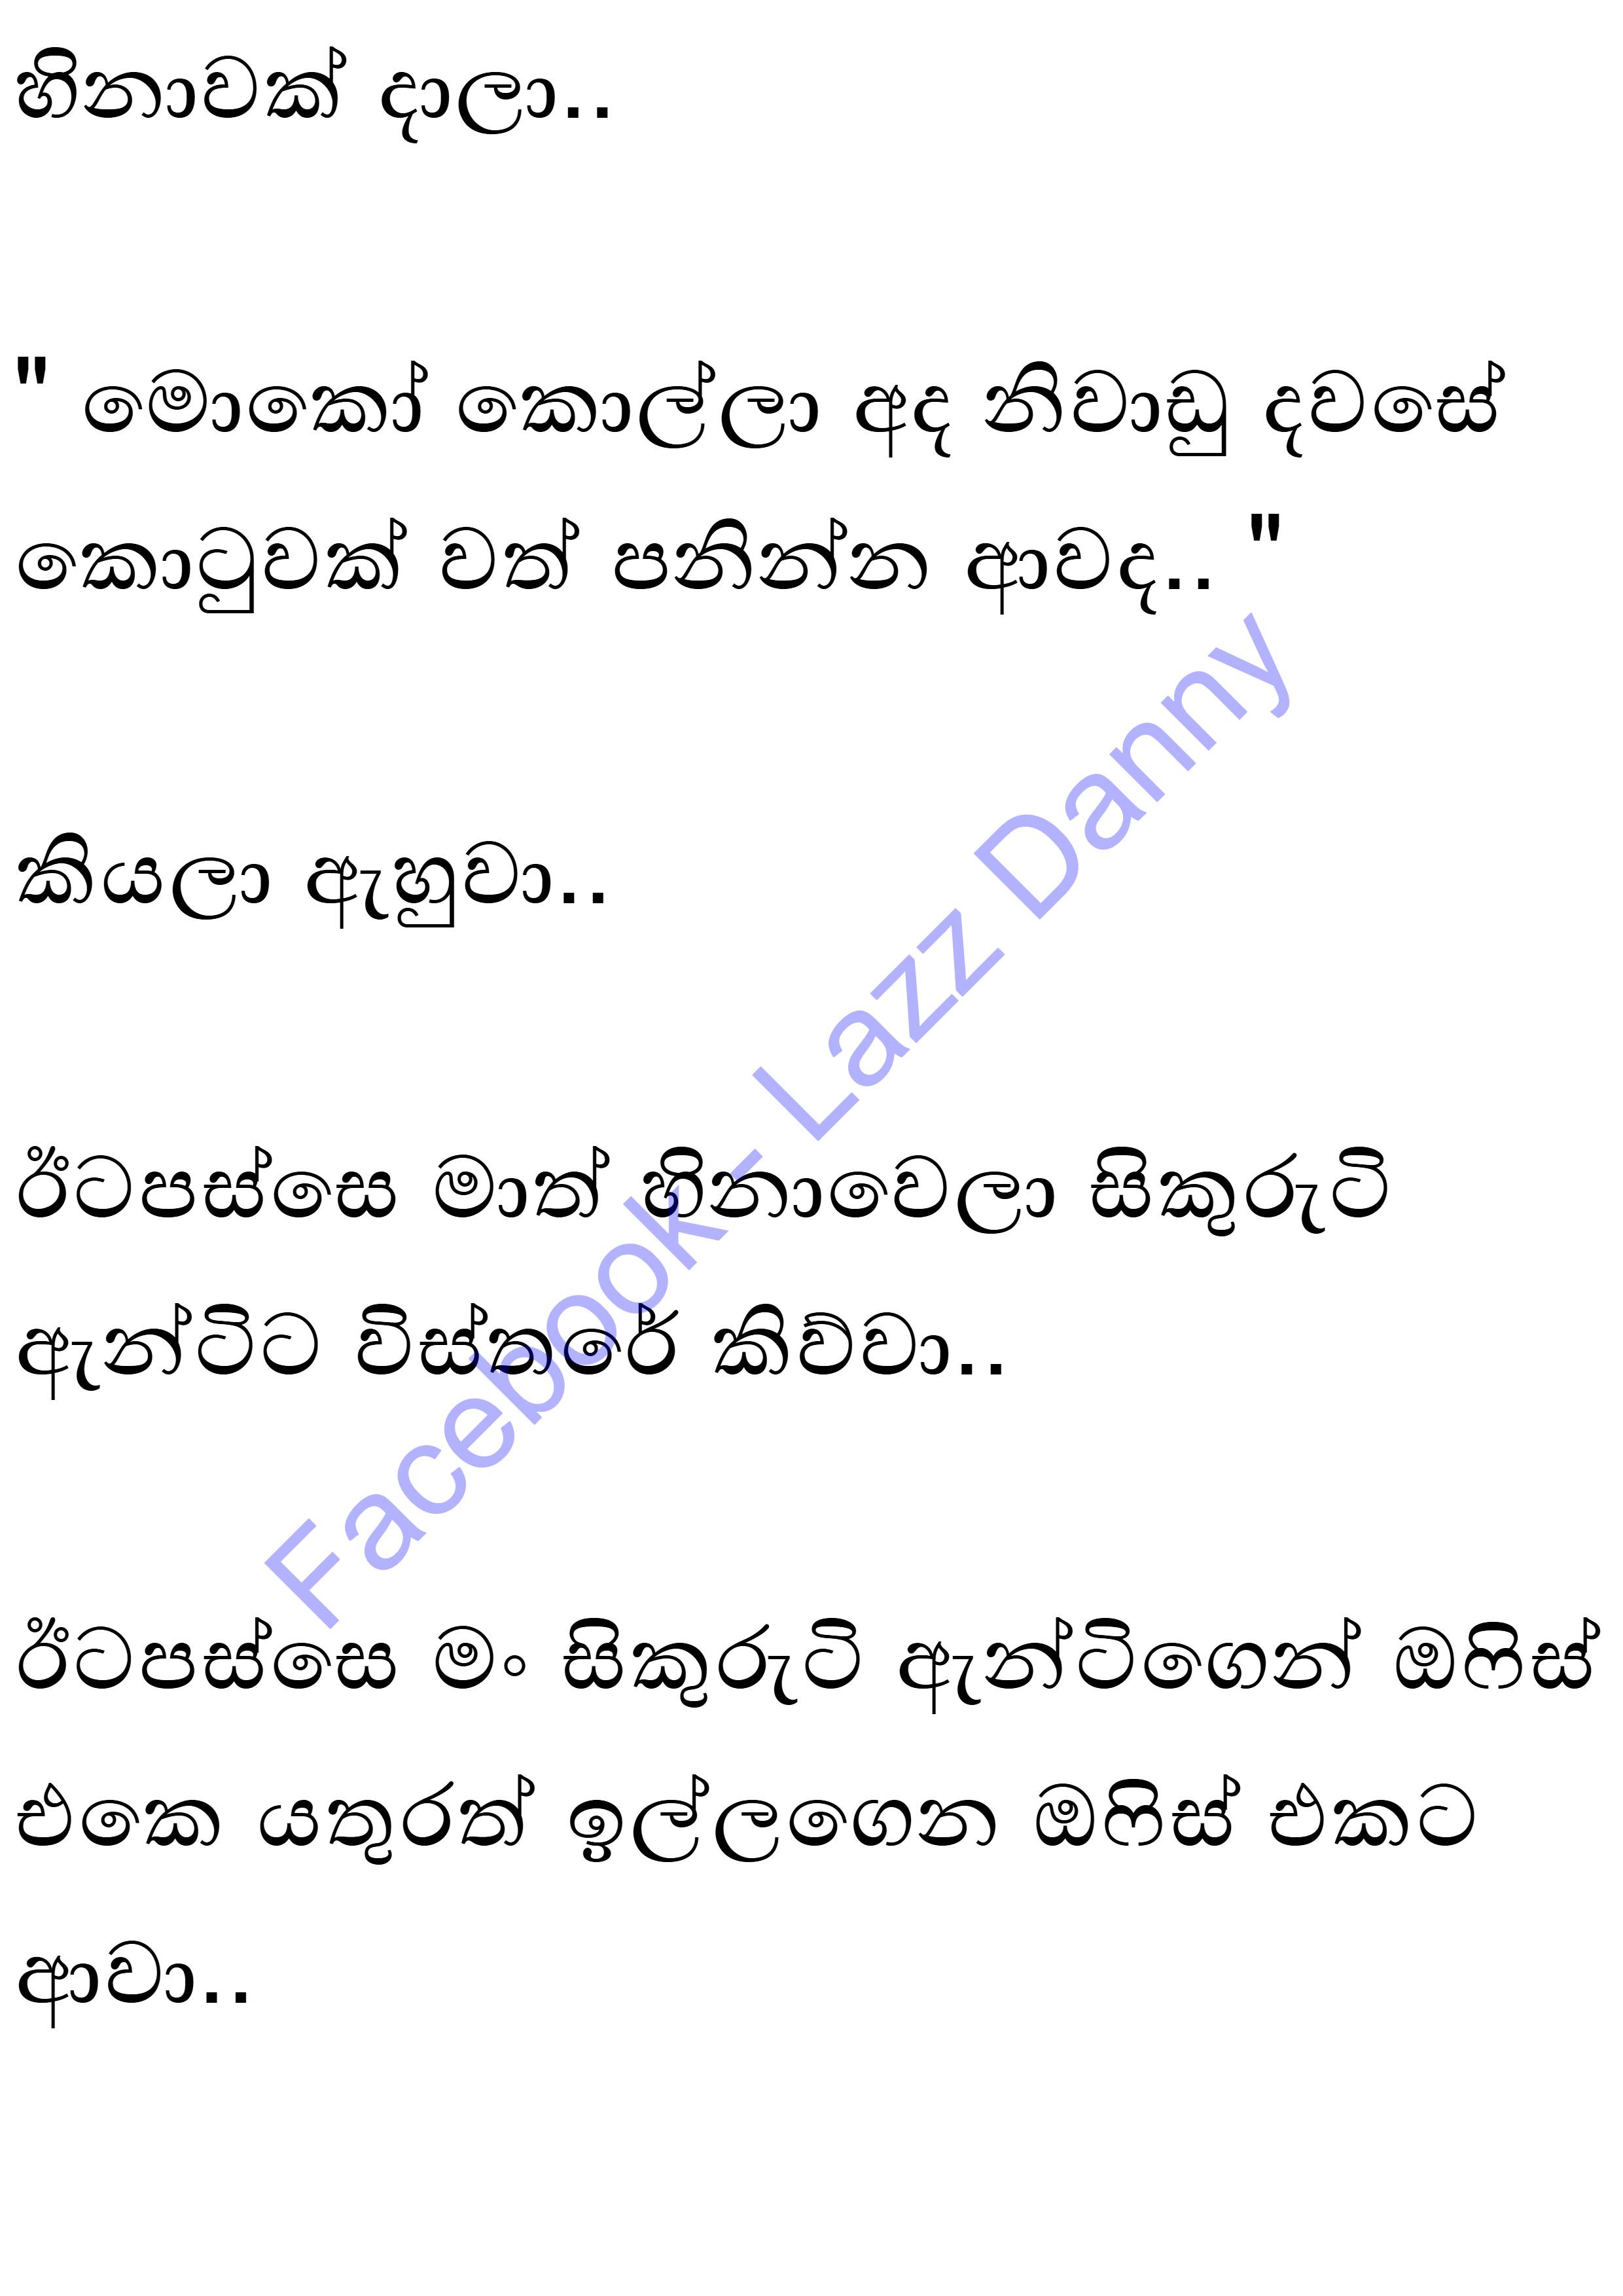 හිනාවක් දාලා..
" මොකෝ කොල්ලා අද නිවාඩු දවසේ
කොටුවක් වත් පනින්න ආවද.. "
කියලා ඇහුවා..
ඊටපස්සෙ මාත් හිනාවෙලා සිකුරුටි
ඇන්ටිට විස්තරේ කිව්වා..
ඊටපස්සෙ මං සිකුරුටි ඇන්ටිගෙන් ඔෆිස්
එකෙ යතුරත් ඉල්ලගෙන ඔෆිස් එකට
ආවා..
Facebook- Lazz Danny